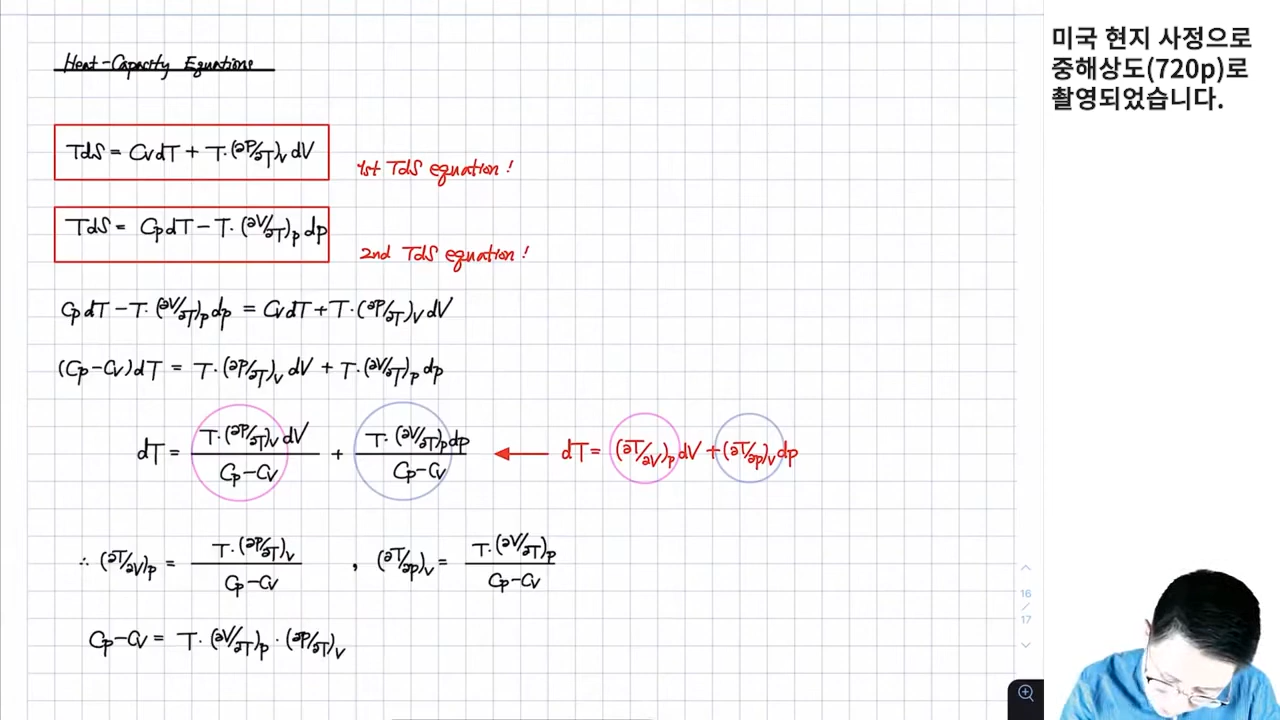 Heat-Capacity Equations
TdS = CvdT + T·(∂P/∂T)v dV
1st TdS equation!
TdS = CpdT − T·(∂V/∂T)p dp
2nd TdS equation!
CpdT − T·(∂V/∂T)p dp = CvdT + T·(∂P/∂T)v dV
(Cp−Cv)dT = T·(∂P/∂T)v dV + T·(∂V/∂T)p dp
dT = T·(∂P/∂T)v dV / Cp−Cv + T·(∂V/∂T)p dp / Cp−Cv ← dT = (∂T/∂V)p dV + (∂T/∂p)v dp
∴ (∂T/∂V)p = T·(∂P/∂T)v / Cp−Cv , (∂T/∂p)v = T·(∂V/∂T)p / Cp−Cv
Cp−Cv = T·(∂V/∂T)p·(∂P/∂T)v
미국 현지 사정으로
중해상도(720p)로
촬영되었습니다.
16
/
17